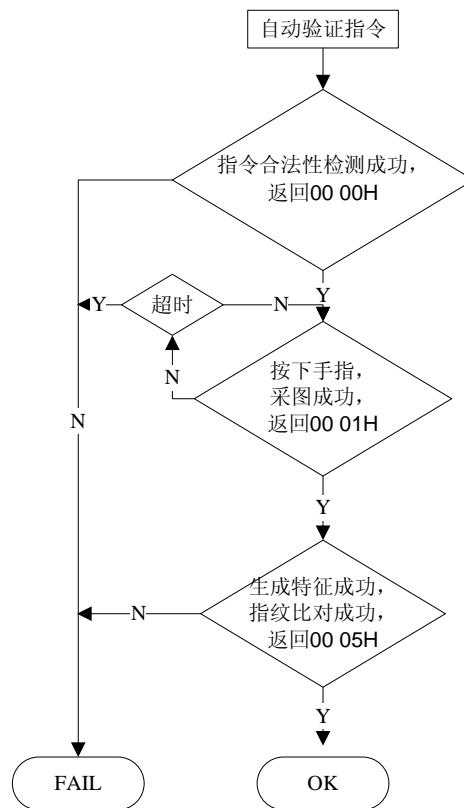 自动验证指令
指令合法性检测成功，
返回00 00H
Y
超时
N
Y
N
按下手指，
采图成功，
返回00 01H
N
Y
生成特征成功，
指纹比对成功，
返回00 05H
N
Y
FAIL
OK